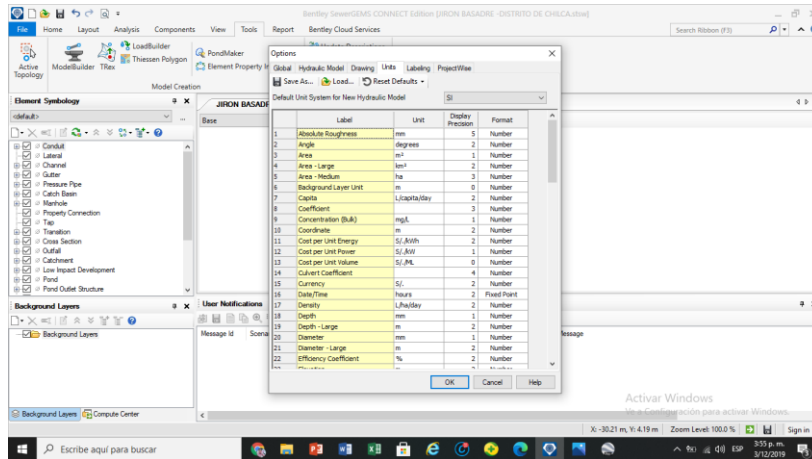 Bentley SewerGEMS CONNECT Edition [JIRON BASADRE -DISTRITO DE CHILCA.stsw]
File Home Layout Analysis Components View Tools Report Bentley Cloud Services
Search Ribbon (F3)
Active Topology
ModelBuilder
TRex
LoadBuilder
Thiessen Polygon
PondMaker
Element Property
Model Creation
Element Symbology
<default>
Conduit
Lateral
Channel
Gutter
Pressure Pipe
Catch Basin
Manhole
Property Connection
Tap
Transition
Cross Section
Outfall
Catchment
Low Impact Development
Pond
Pond Outlet Structure
Background Layers
Background Layers
Background Layers Compute Center
JIRON BASADR
Base
User Notifications
Message Id Scena
Message
Options
Global Hydraulic Model Drawing Units Labeling ProjectWise
Save As... Load... Reset Defaults
Default Unit System for New Hydraulic Model SI
Label Unit Display Precision Format
1 Absolute Roughness mm 5 Number
2 Angle degrees 2 Number
3 Area m² 1 Number
4 Area - Large km² 2 Number
5 Area - Medium ha 3 Number
6 Background Layer Unit m 0 Number
7 Capita L/capita/day 2 Number
8 Coefficient 3 Number
9 Concentration (Bulk) mg/L 1 Number
10 Coordinate m 2 Number
11 Cost per Unit Energy S/./kWh 2 Number
12 Cost per Unit Power S/./kW 1 Number
13 Cost per Unit Volume S/./ML 0 Number
14 Culvert Coefficient 4 Number
15 Currency S/. 2 Number
16 Date/Time hours 2 Fixed Point
17 Density L/ha/day 2 Number
18 Depth mm 1 Number
19 Depth - Large m 2 Number
20 Diameter mm 1 Number
21 Diameter - Large m 2 Number
22 Efficiency Coefficient % 2 Number
OK Cancel Help
Activar Windows
Ve a Configuración para activar Windows.
X: -30.21 m, Y: 4.19 m Zoom Level: 100.0 % Sign in
Escribe aquí para buscar
ESP
3:55 p. m.
3/12/2019